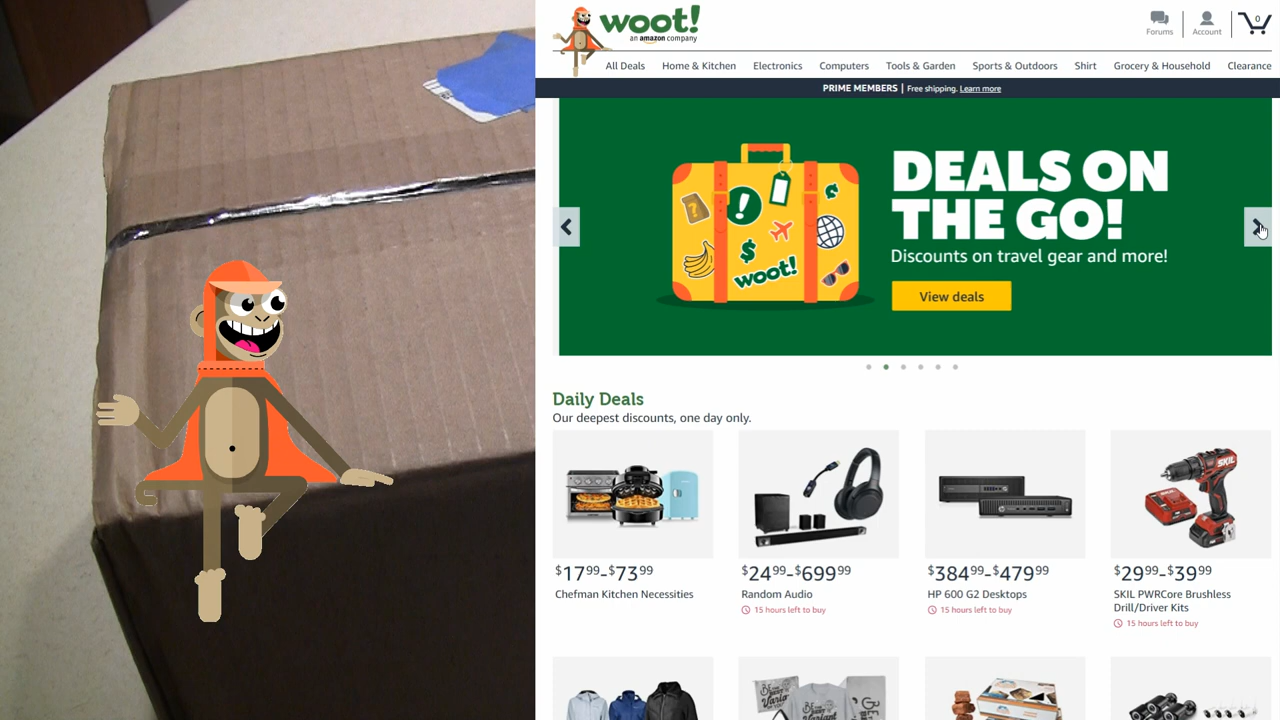 woot!
an amazon company
Forums
Account
0
All Deals
Home & Kitchen
Electronics
Computers
Tools & Garden
Sports & Outdoors
Shirt
Grocery & Household
Clearance
PRIME MEMBERS | Free shipping. Learn more
?
!
$
$
woot!
DEALS ON
THE GO!
Discounts on travel gear and more!
View deals
Daily Deals
Our deepest discounts, one day only.
$17.99-$73.99
Chefman Kitchen Necessities
$24.99-$699.99
Random Audio
15 hours left to buy
$384.99-$479.99
HP 600 G2 Desktops
15 hours left to buy
SKIL
$29.99-$39.99
SKIL PWRCore Brushless
Drill/Driver Kits
15 hours left to buy